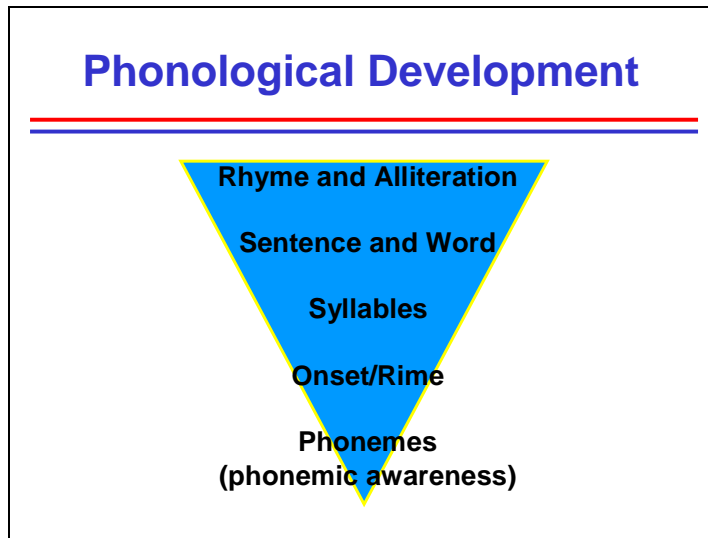 Phonological Development
Rhyme and Alliteration
Sentence and Word
Syllables
Onset/Rime
Phonemes
(phonemic awareness)